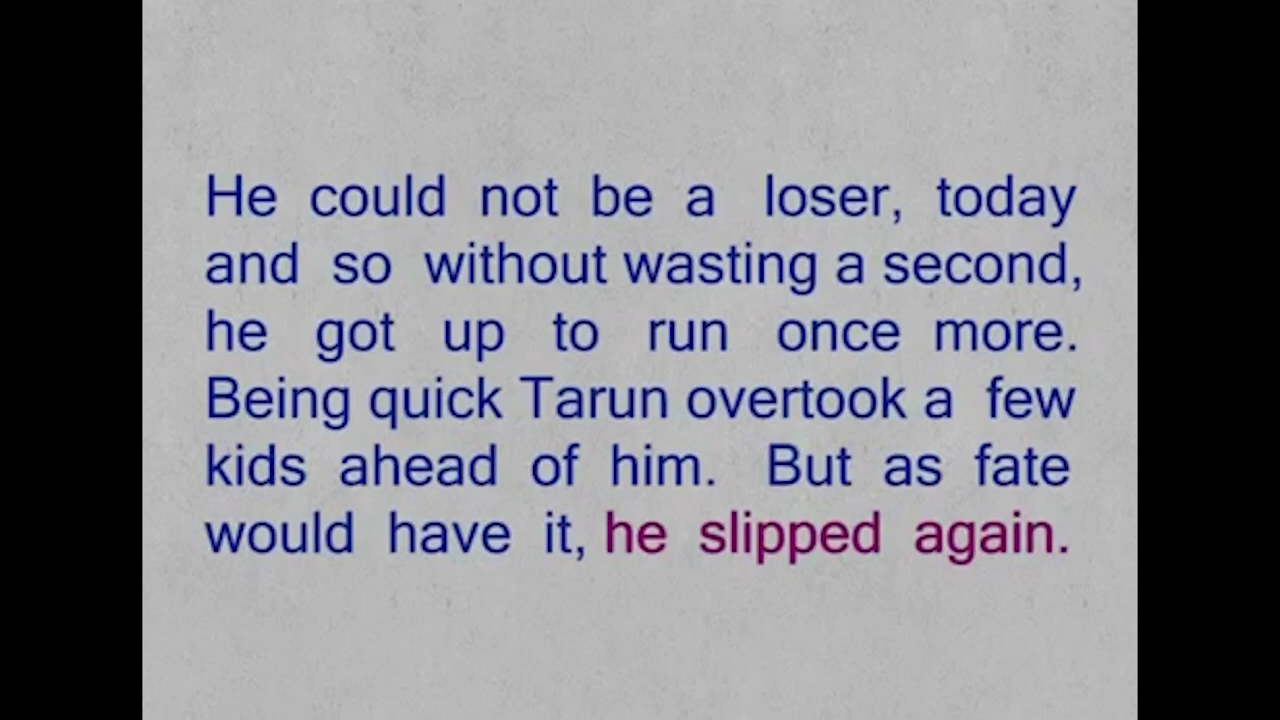 He could not be a loser, today
and so without wasting a second,
he got up to run once more.
Being quick Tarun overtook a few
kids ahead of him. But as fate
would have it, he slipped again.